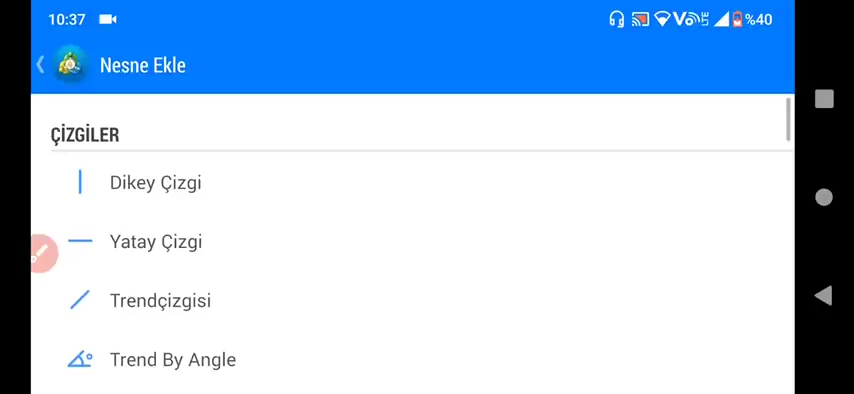 10:37
%40
Nesne Ekle
ÇİZGİLER
Dikey Çizgi
Yatay Çizgi
Trendçizgisi
Trend By Angle